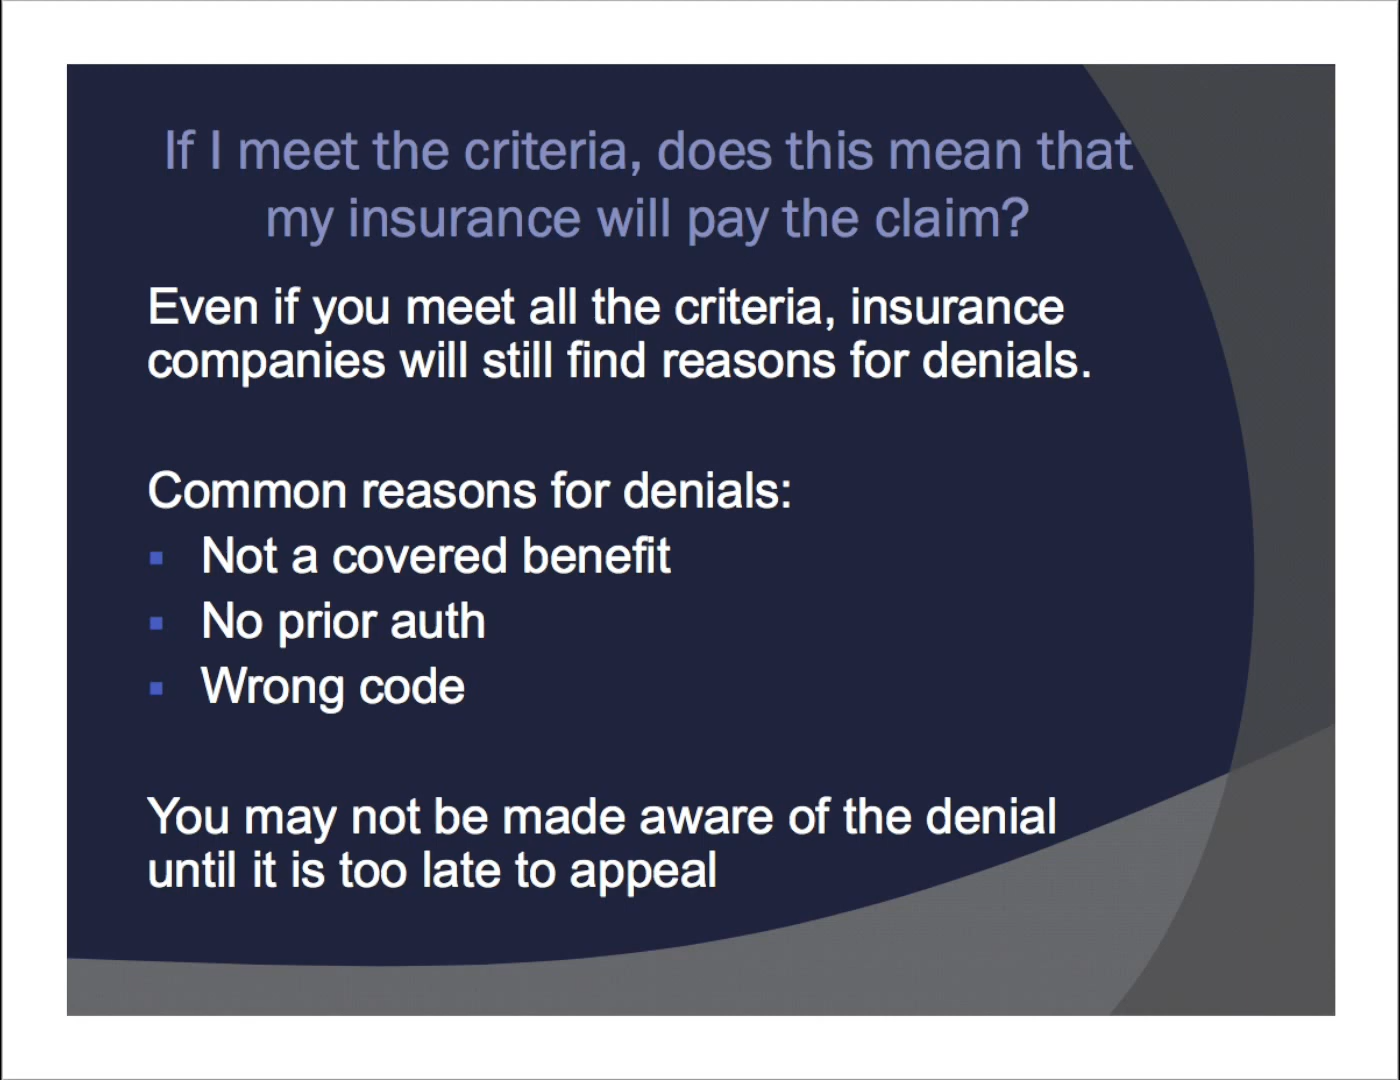 If I meet the criteria, does this mean that
my insurance will pay the claim?
Even if you meet all the criteria, insurance
companies will still find reasons for denials.
Common reasons for denials:
▪ Not a covered benefit
▪ No prior auth
▪ Wrong code
You may not be made aware of the denial
until it is too late to appeal